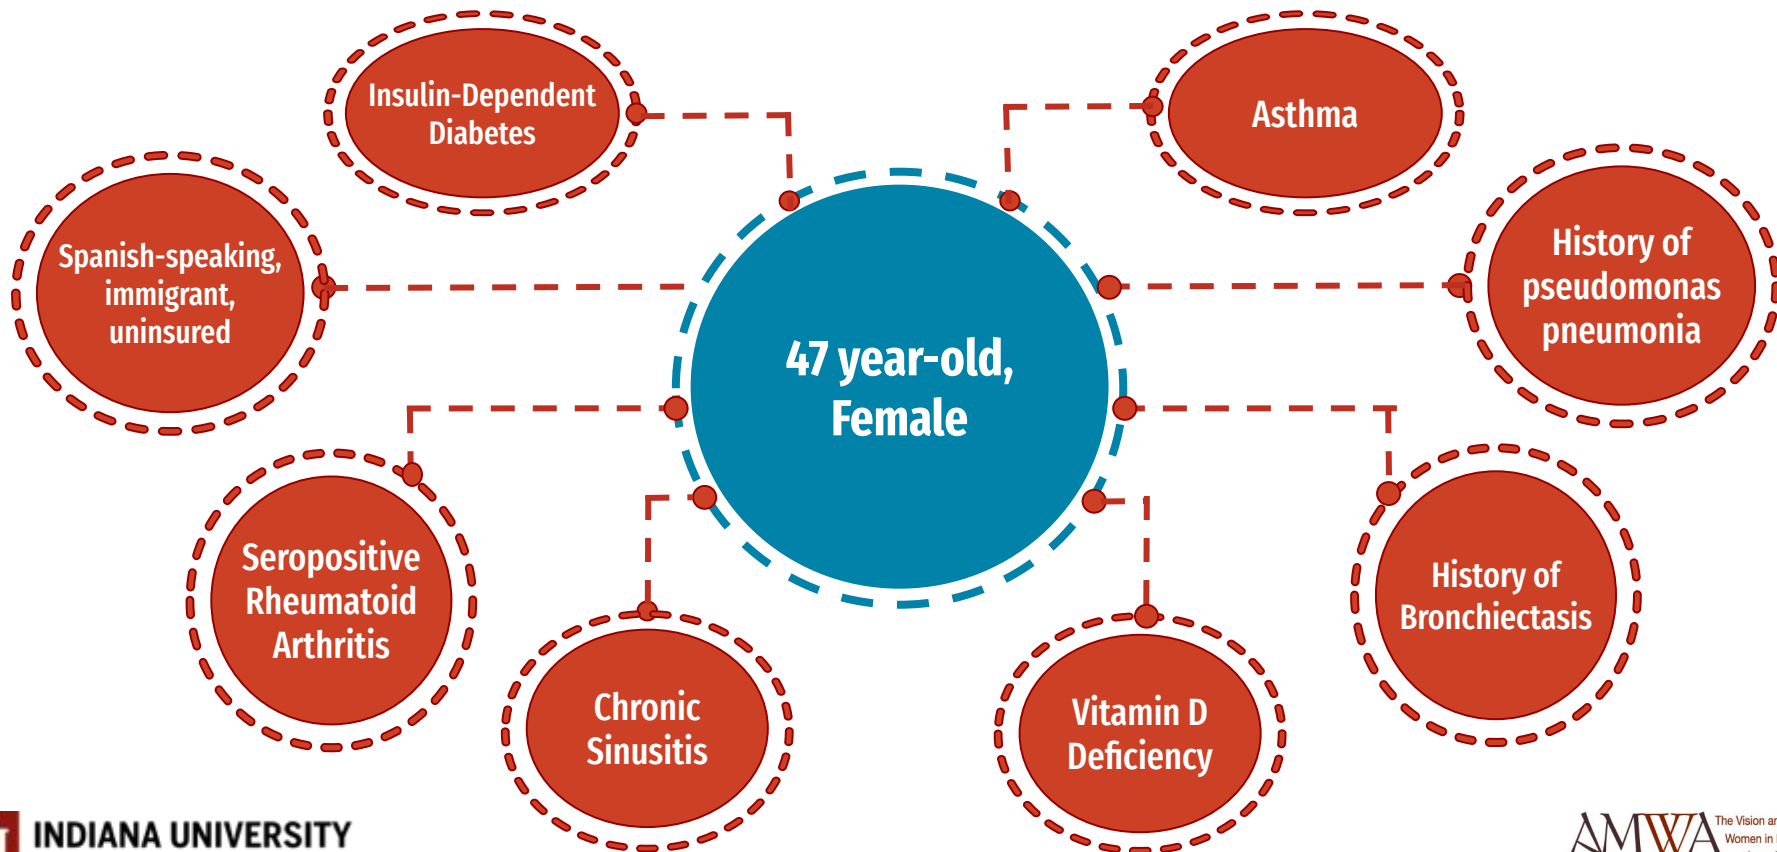 Insulin-Dependent
Diabetes
Asthma
Spanish-speaking,
immigrant,
uninsured
History of
pseudomonas
pneumonia
47 year-old,
Female
Seropositive
Rheumatoid
Arthritis
History of
Bronchiectasis
Chronic
Sinusitis
Vitamin D
Deficiency
INDIANA UNIVERSITY
AMWA
The Vision
Women in